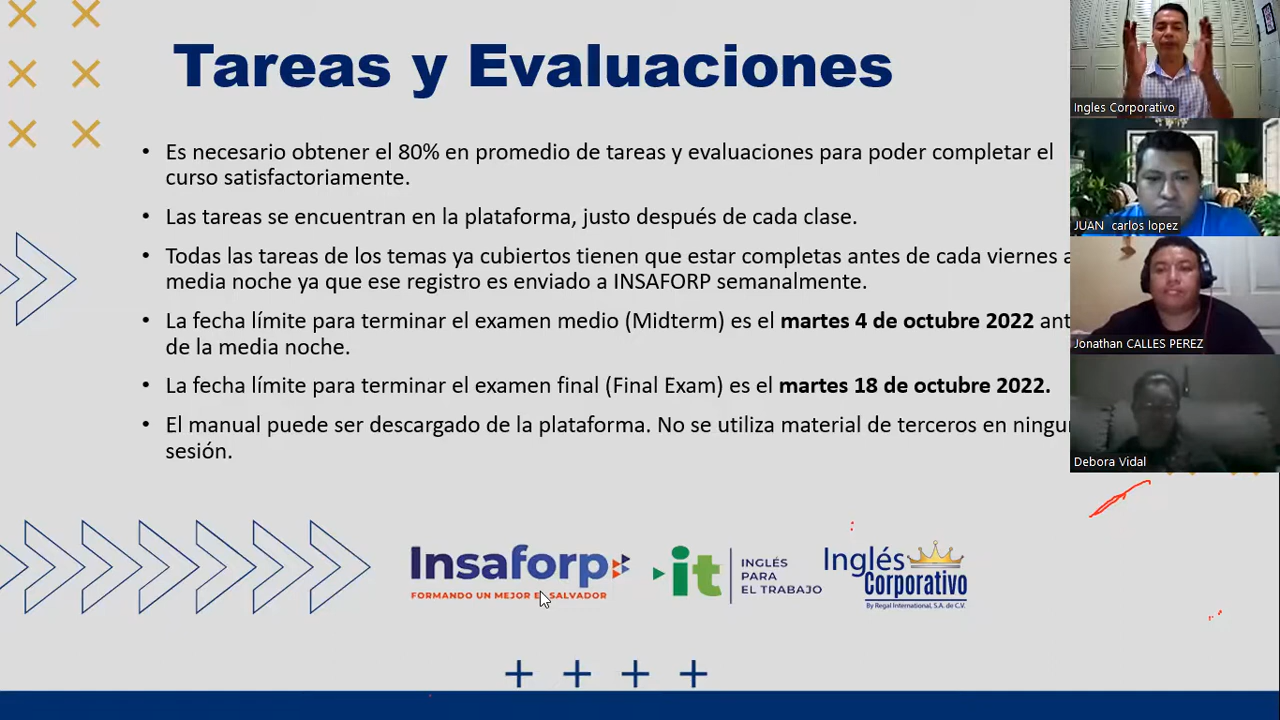 Tareas y Evaluaciones
• Es necesario obtener el 80% en promedio de tareas y evaluaciones para poder completar el
curso satisfactoriamente.
• Las tareas se encuentran en la plataforma, justo después de cada clase.
• Todas las tareas de los temas ya cubiertos tienen que estar completas antes de cada viernes a
media noche ya que ese registro es enviado a INSAFORP semanalmente.
• La fecha límite para terminar el examen medio (Midterm) es el martes 4 de octubre 2022 ant
de la media noche.
• La fecha límite para terminar el examen final (Final Exam) es el martes 18 de octubre 2022.
• El manual puede ser descargado de la plataforma. No se utiliza material de terceros en ningu
sesión.
Insaforp
FORMANDO UN MEJOR EL SALVADOR
it
INGLÉS
PARA
EL TRABAJO
Inglés
Corporativo
By Regal International, S.A. de C.V.
Ingles Corporativo
JUAN carlos lopez
Jonathan CALLES PEREZ
Debora Vidal